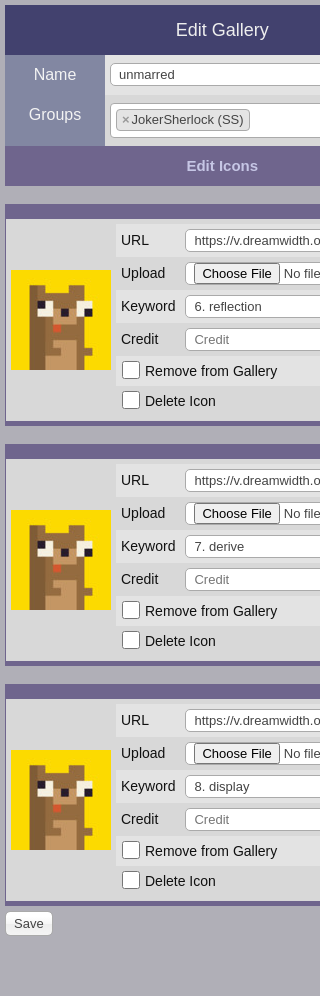 Edit Gallery
Name unmarred
Groups ×JokerSherlock (SS)
Edit Icons
URL https://v.dreamwidth.o
Upload Choose File No file
Keyword 6. reflection
Credit Credit
Remove from Gallery
Delete Icon
URL https://v.dreamwidth.o
Upload Choose File No file
Keyword 7. derive
Credit Credit
Remove from Gallery
Delete Icon
URL https://v.dreamwidth.o
Upload Choose File No file
Keyword 8. display
Credit Credit
Remove from Gallery
Delete Icon
Save